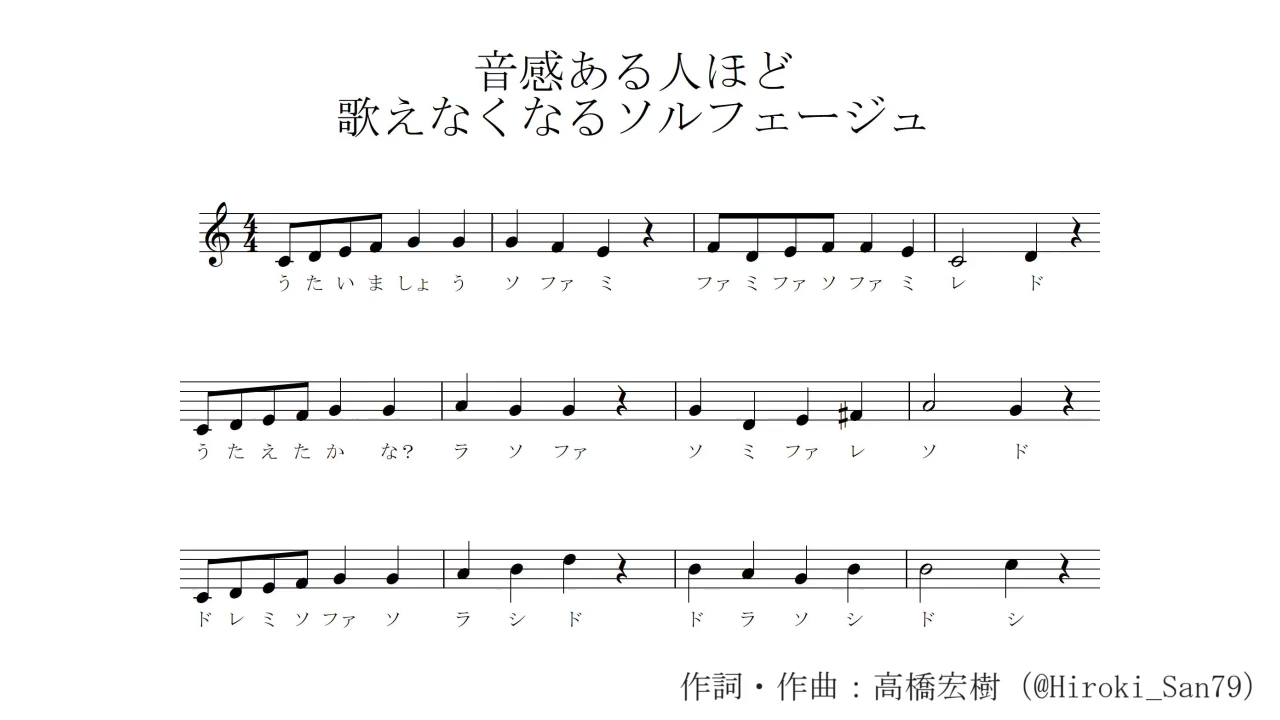 音感ある人ほど
歌えなくなるソルフェージュ
4
4
う た い ま しょ う ソ ファ ミ ファ ミ ファ ソ ファ ミ レ ド
う た え た か な? ラ ソ ファ ソ ミ ファ レ ソ ド
ド レ ミ ソ ファ ソ ラ シ ド ド ラ ソ シ ド シ
作詞・作曲：高橋宏樹（@Hiroki_San79）